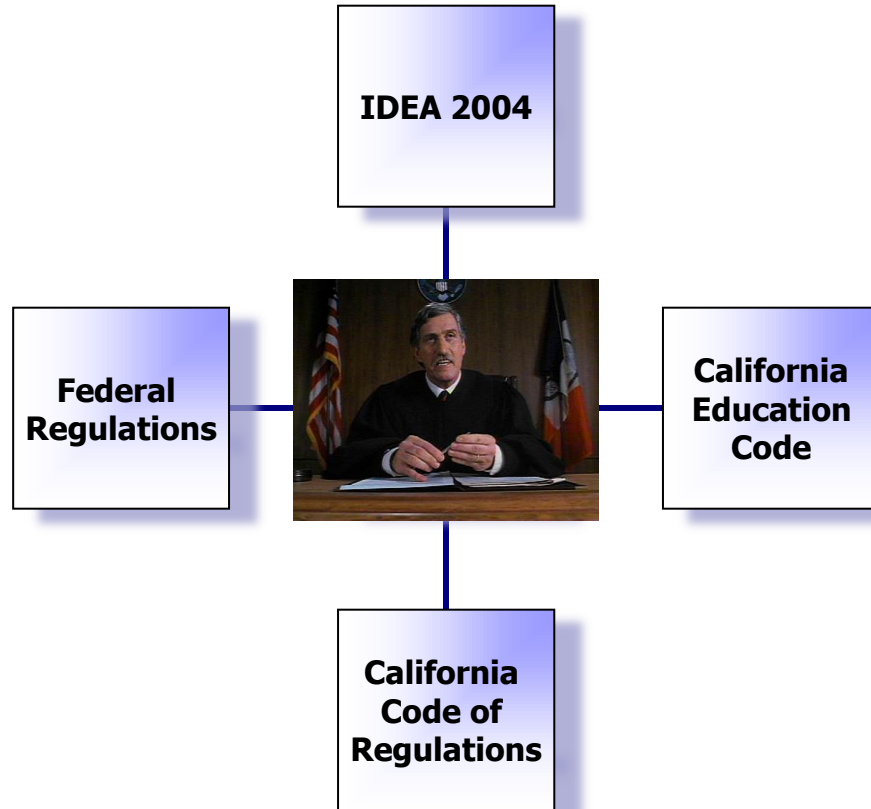 IDEA 2004
Federal
Regulations
California
Education
Code
California
Code of
Regulations